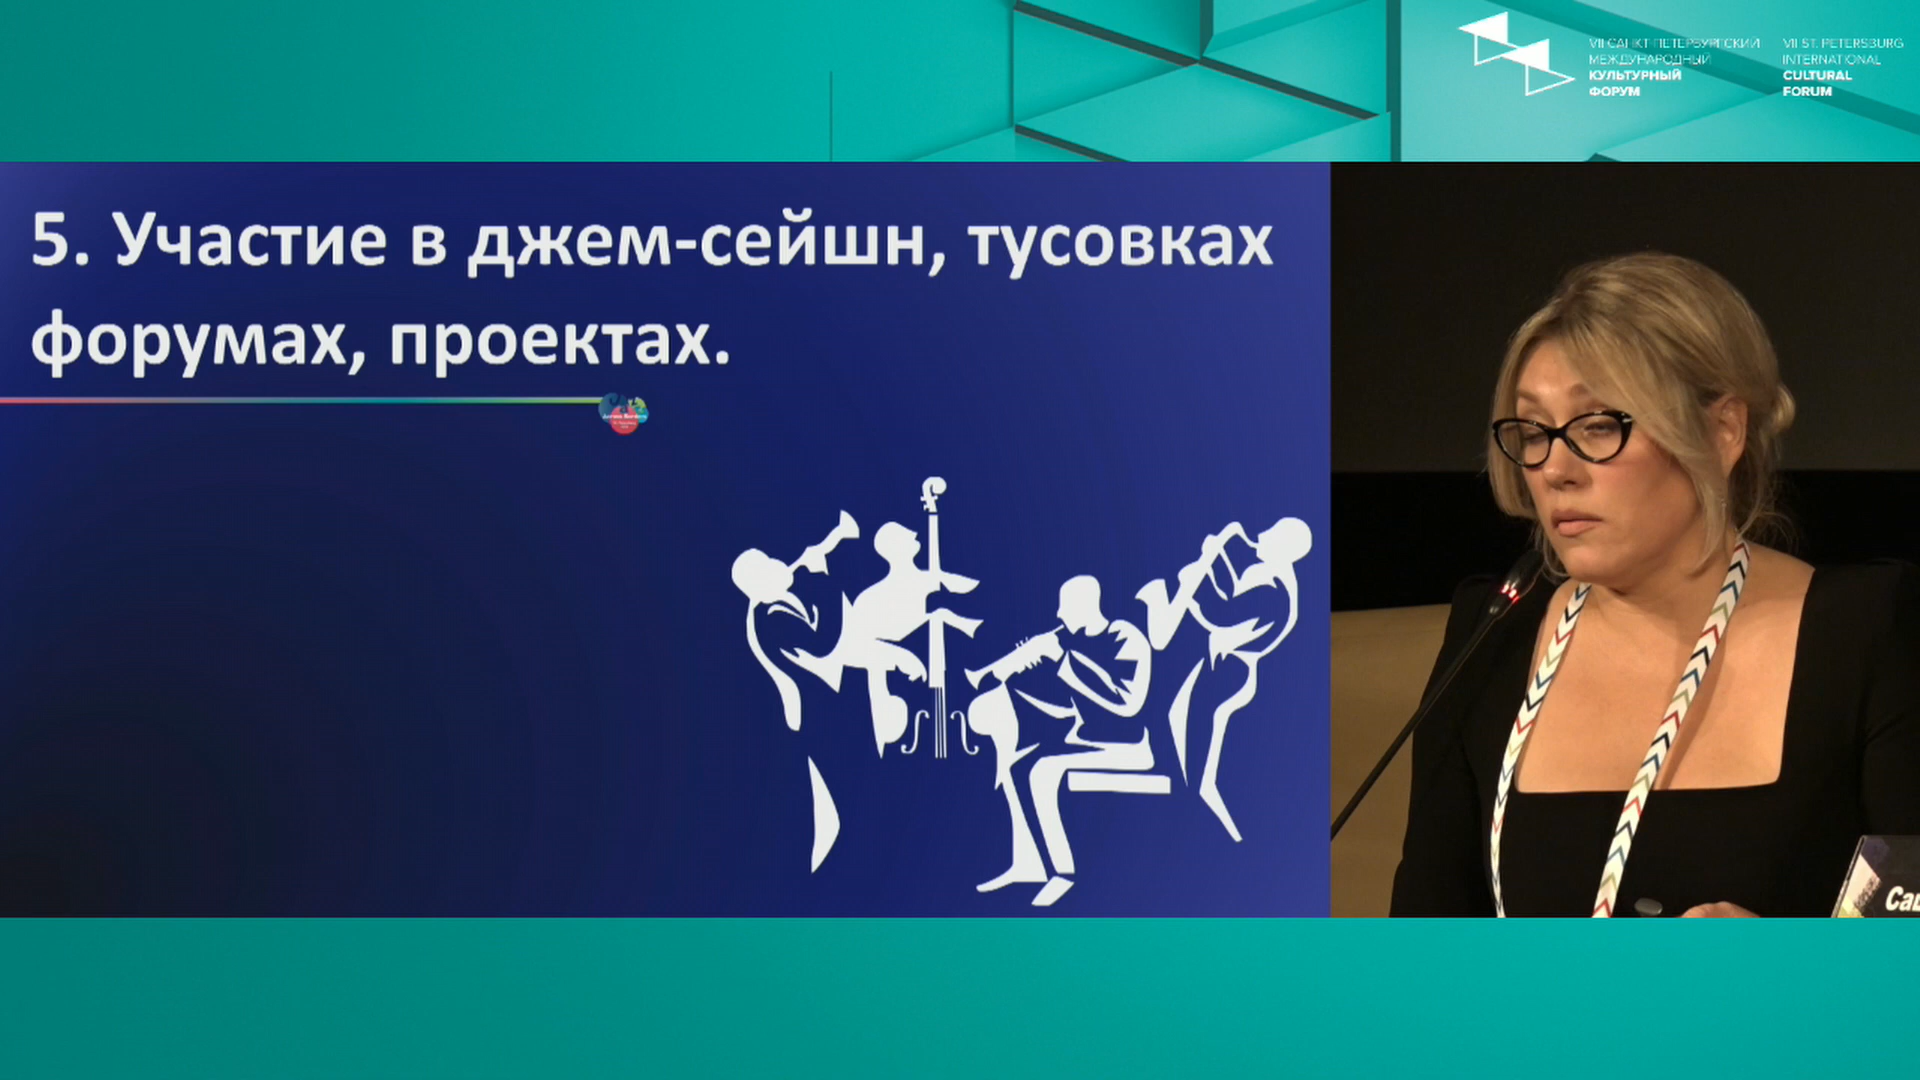 VII САНКТ-ПЕТЕРБУРГСКИЙ
МЕЖДУНАРОДНЫЙ
КУЛЬТУРНЫЙ
ФОРУМ
VII ST. PETERSBURG
INTERNATIONAL
CULTURAL
FORUM
5. Участие в джем-сейшн, тусовках
форумах, проектах.